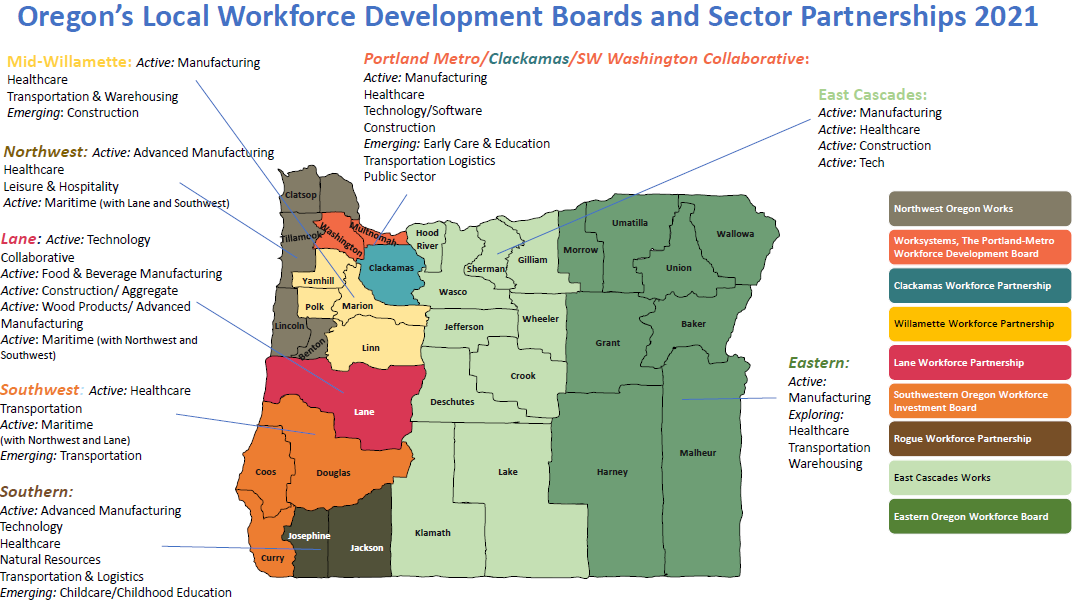 Oregon's Local Workforce Development Boards and Sector Partnerships 2021
Mid-Willamette: Active: Manufacturing
Healthcare
Transportation & Warehousing
Emerging: Construction
Northwest: Active: Advanced Manufacturing
Healthcare
Leisure & Hospitality
Active: Maritime (with Lane and Southwest)
Lane: Active: Technology
Collaborative
Active: Food & Beverage Manufacturing
Active: Construction/ Aggregate
Active: Wood Products/ Advanced
Manufacturing
Active: Maritime (with Northwest and
Southwest)
Southwest: Active: Healthcare
Transportation
Active: Maritime
(with Northwest and Lane)
Emerging: Transportation
Southern:
Active: Advanced Manufacturing
Technology
Healthcare
Natural Resources
Transportation & Logistics
Emerging: Childcare/Childhood Education
Portland Metro/Clackamas/SW Washington Collaborative:
Active: Manufacturing
Healthcare
Technology/Software
Construction
Emerging: Early Care & Education
Transportation Logistics
Public Sector
East Cascades:
Active: Manufacturing
Active: Healthcare
Active: Construction
Active: Tech
Eastern:
Active:
Manufacturing
Exploring:
Healthcare
Transportation
Warehousing
Clatsop
Tillamook
Washington
Multnomah
Hood
River
Clackamas
Yamhill
Polk
Marion
Lincoln
Benton
Linn
Lane
Coos
Douglas
Curry
Josephine
Jackson
Sherman
Gilliam
Wasco
Jefferson
Wheeler
Crook
Deschutes
Lake
Klamath
Morrow
Umatilla
Union
Wallowa
Baker
Grant
Harney
Malheur
Northwest Oregon Works
Worksystems, The Portland-Metro
Workforce Development Board
Clackamas Workforce Partnership
Willamette Workforce Partnership
Lane Workforce Partnership
Southwestern Oregon Workforce
Investment Board
Rogue Workforce Partnership
East Cascades Works
Eastern Oregon Workforce Board